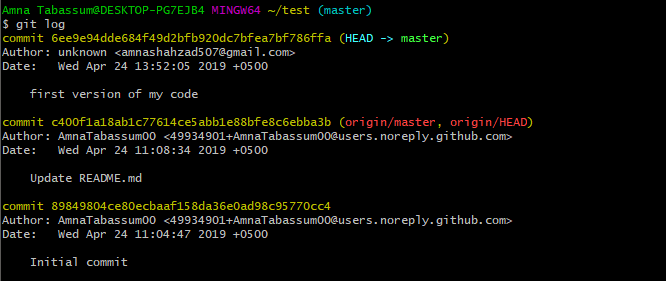 Amna Tabassum@DESKTOP-PG7EJB4 MINGW64 ~/test (master)
$ git log
commit 6ee9e94dde684f49d2bfb920dc7bfea7bf786ffa (HEAD -> master)
Author: unknown <amnashahzad507@gmail.com>
Date:   Wed Apr 24 13:52:05 2019 +0500
    first version of my code
commit c400f1a18ab1c77614ce5abb1e88bfe8c6ebba3b (origin/master, origin/HEAD)
Author: AmnaTabassum00 <49934901+AmnaTabassum00@users.noreply.github.com>
Date:   Wed Apr 24 11:08:34 2019 +0500
    Update README.md
commit 89849804ce80ecbaaf158da36e0ad98c95770cc4
Author: AmnaTabassum00 <49934901+AmnaTabassum00@users.noreply.github.com>
Date:   Wed Apr 24 11:04:47 2019 +0500
    Initial commit